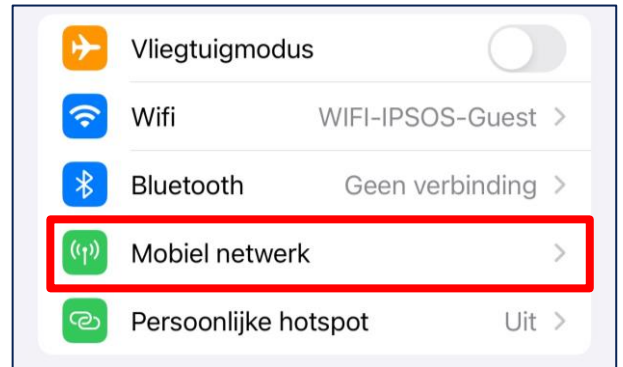 Vliegtuigmodus
Wifi WIFI-IPSOS-Guest
Bluetooth Geen verbinding
Mobiel netwerk
Persoonlijke hotspot Uit